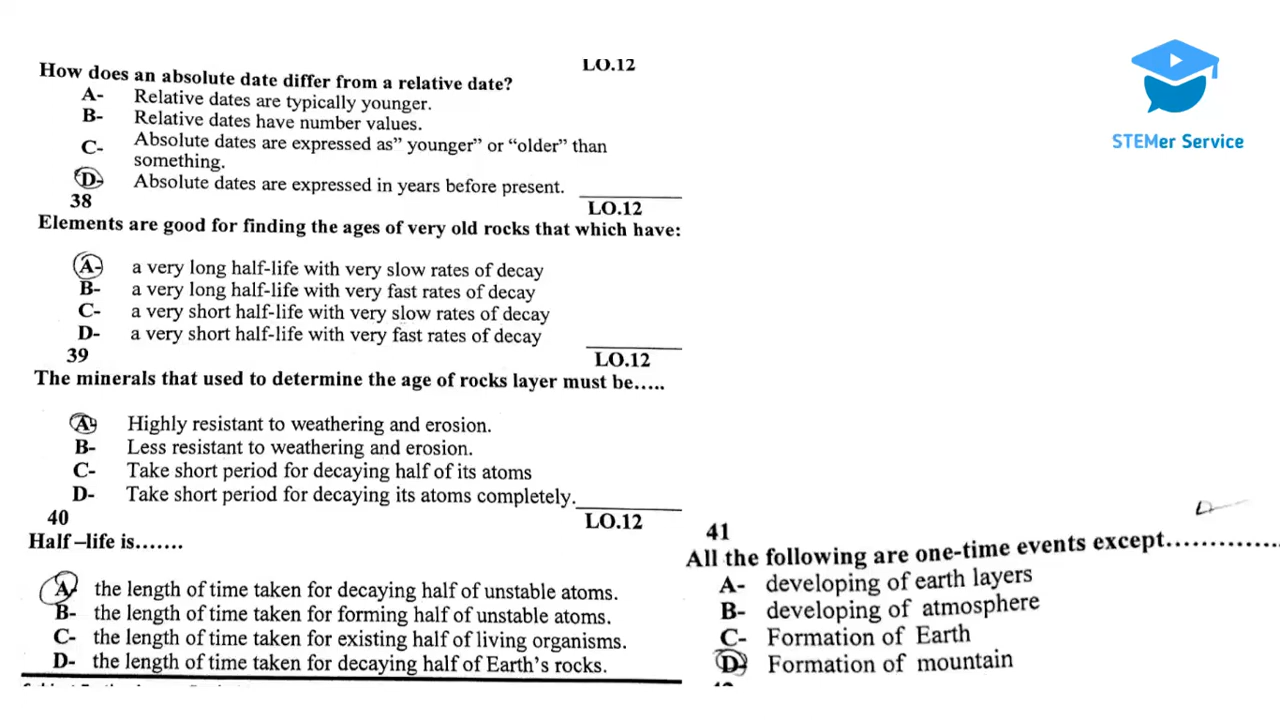 LO.12
How does an absolute date differ from a relative date?
A- Relative dates are typically younger.
B- Relative dates have number values.
C- Absolute dates are expressed as” younger” or “older” than
something.
D- Absolute dates are expressed in years before present.
38
LO.12
Elements are good for finding the ages of very old rocks that which have:
A- a very long half-life with very slow rates of decay
B- a very long half-life with very fast rates of decay
C- a very short half-life with very slow rates of decay
D- a very short half-life with very fast rates of decay
39
LO.12
The minerals that used to determine the age of rocks layer must be.....
A- Highly resistant to weathering and erosion.
B- Less resistant to weathering and erosion.
C- Take short period for decaying half of its atoms
D- Take short period for decaying its atoms completely.
40
LO.12
Half –life is.......
A- the length of time taken for decaying half of unstable atoms.
B- the length of time taken for forming half of unstable atoms.
C- the length of time taken for existing half of living organisms.
D- the length of time taken for decaying half of Earth’s rocks.
STEMer Service
41
All the following are one-time events except.............
A- developing of earth layers
B- developing of atmosphere
C- Formation of Earth
D- Formation of mountain